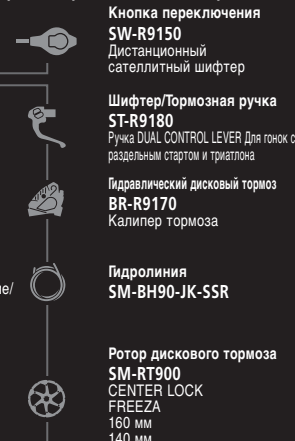 Кнопка переключения
SW-R9150
Дистанционный
сателлитный шифтер
Шифтер/Тормозная ручка
ST-R9180
Ручка DUAL CONTROL LEVER Для гонок с
раздельным стартом и триатлона
Гидравлический дисковый тормоз
BR-R9170
Калипер тормоза
Гидролиния
SM-BH90-JK-SSR
Ротор дискового тормоза
SM-RT900
CENTER LOCK
FREEZA
160 мм
140 мм